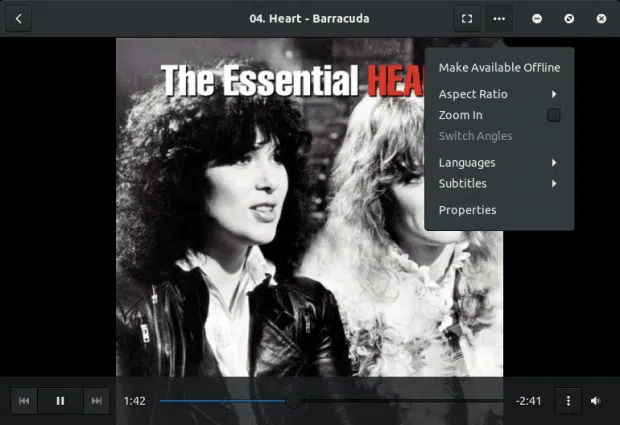 04. Heart - Barracuda
The Essential HEA
Make Available Offline
Aspect Ratio
Zoom In
Switch Angles
Languages
Subtitles
Properties
1:42
-2:41